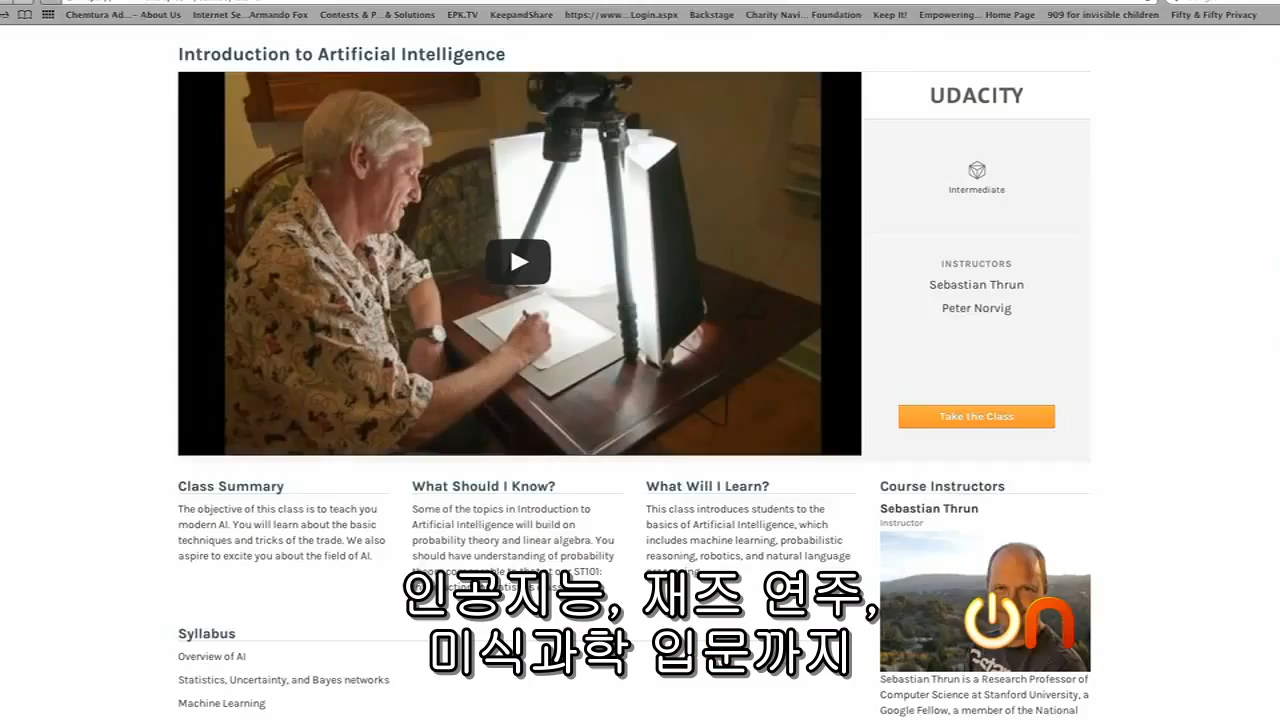 Chemtura Ad...– About Us Internet Se...Armando Fox Contests & P...& Solutions EPK.TV KeepandShare https://www...Login.aspx Backstage Charity Navi... Foundation Keep It! Empowering,... Home Page 909 for invisible children Fifty & Fifty Privacy
Introduction to Artificial Intelligence
UDACITY
Intermediate
INSTRUCTORS
Sebastian Thrun
Peter Norvig
Take the Class
Class Summary
The objective of this class is to teach you
modern AI. You will learn about the basic
techniques and tricks of the trade. We also
aspire to excite you about the field of AI.
What Should I Know?
Some of the topics in Introduction to
Artificial Intelligence will build on
probability theory and linear algebra. You
should have understanding of probability
What Will I Learn?
This class introduces students to the
basics of Artificial Intelligence, which
includes machine learning, probabilistic
reasoning, robotics, and natural language
Course Instructors
Sebastian Thrun
Instructor
on
Sebastian Thrun is a Research Professor of
Computer Science at Stanford University, a
Google Fellow, a member of the National
인공지능, 재즈 연주,
미식과학 입문까지
Syllabus
Overview of AI
Statistics, Uncertainty, and Bayes networks
Machine Learning